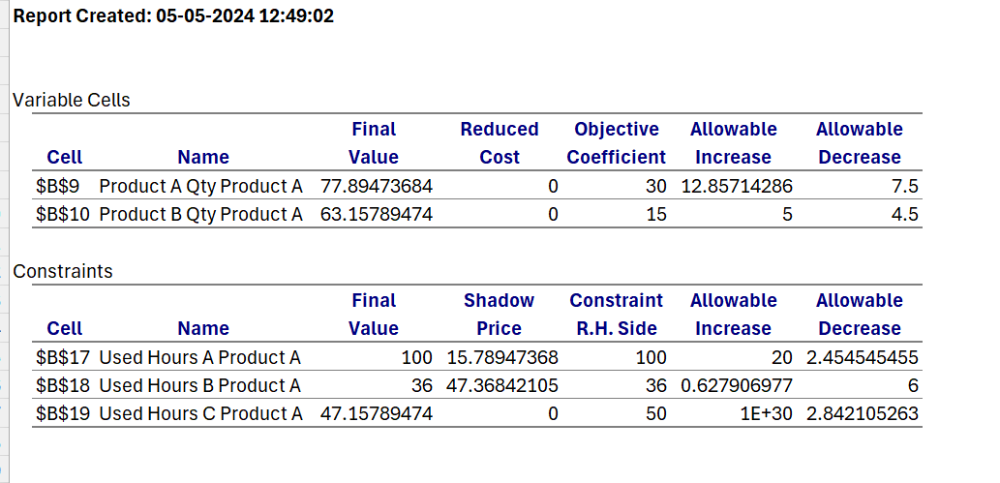 Report Created: 05-05-2024 12:49:02
Variable Cells
Final Reduced Objective Allowable Allowable
Cell Name Value Cost Coefficient Increase Decrease
$B$9 Product A Qty Product A 77.89473684 0 30 12.85714286 7.5
$B$10 Product B Qty Product A 63.15789474 0 15 5 4.5
Constraints
Final Shadow Constraint Allowable Allowable
Cell Name Value Price R.H. Side Increase Decrease
$B$17 Used Hours A Product A 100 15.78947368 100 20 2.454545455
$B$18 Used Hours B Product A 36 47.36842105 36 0.627906977 6
$B$19 Used Hours C Product A 47.15789474 0 50 1E+30 2.842105263